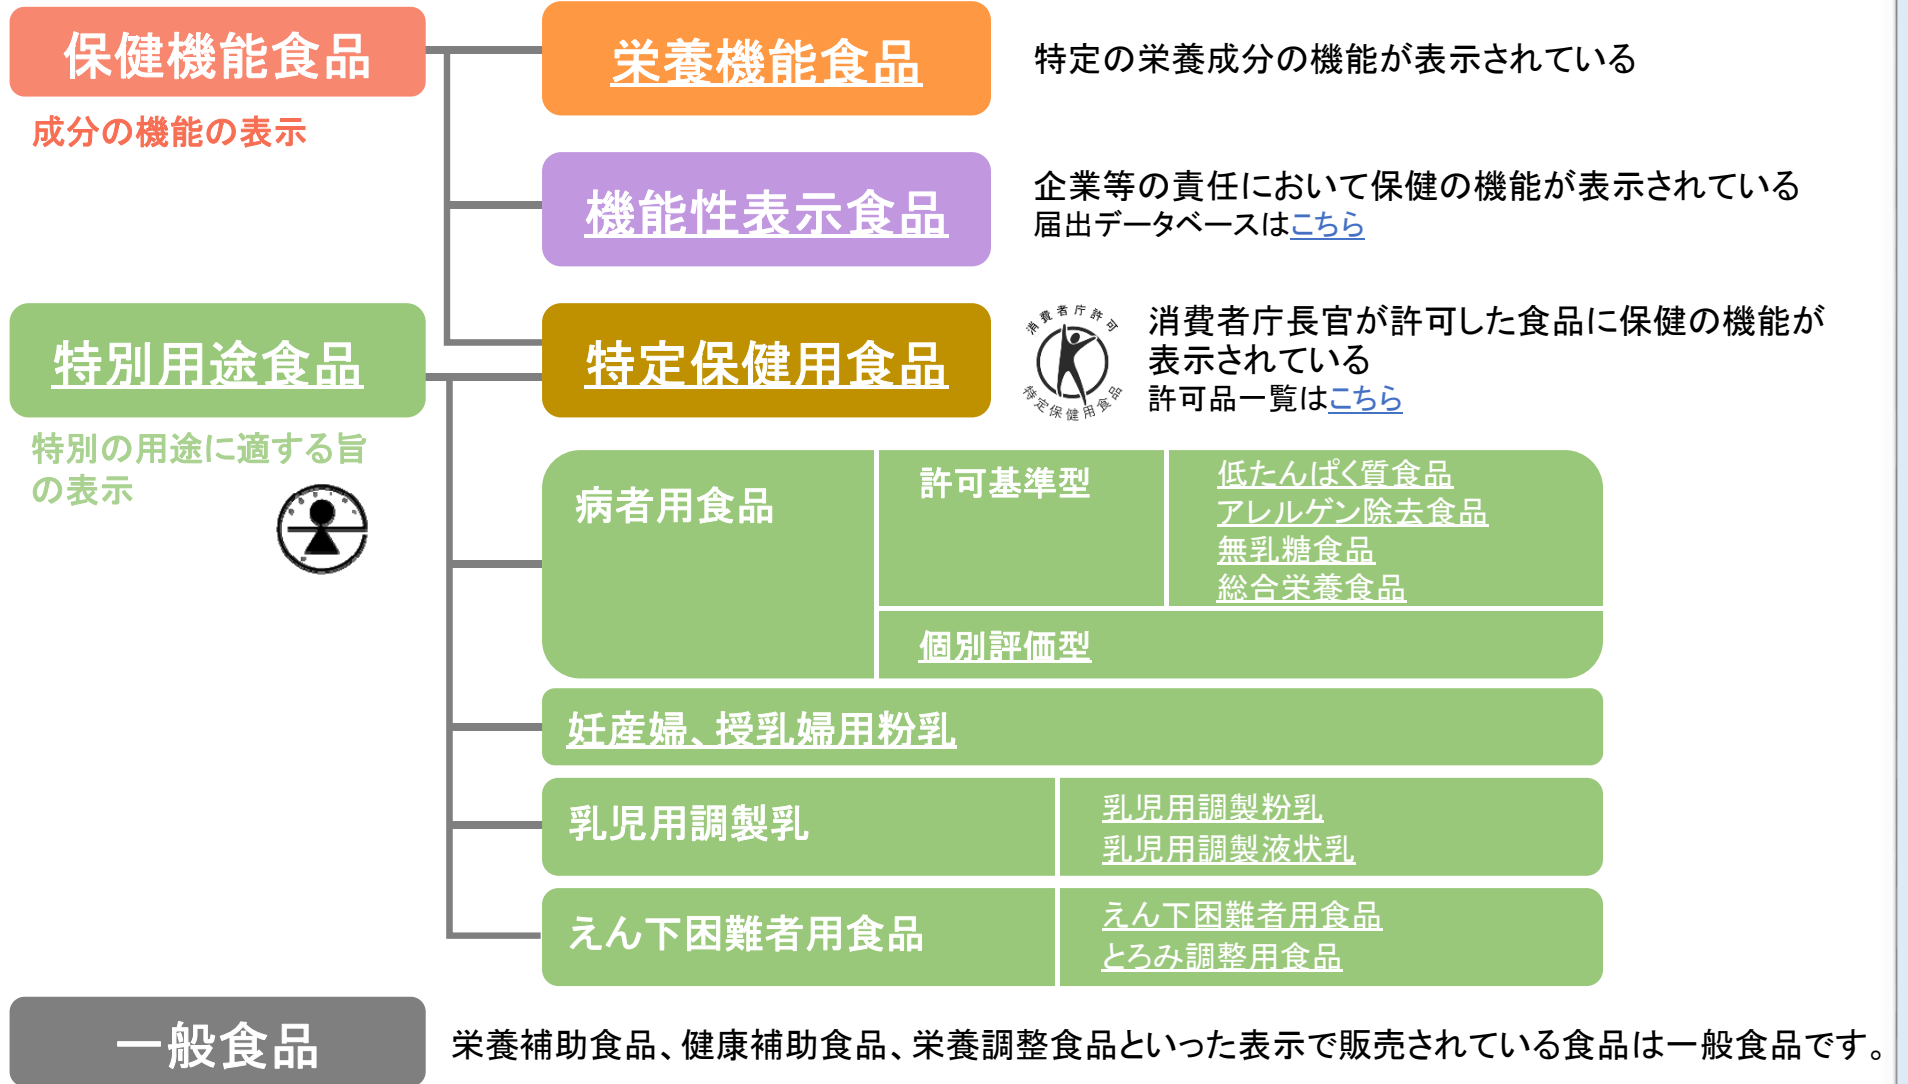 保健機能食品
成分の機能の表示
栄養機能食品
特定の栄養成分の機能が表示されている
機能性表示食品
企業等の責任において保健の機能が表示されている
届出データベースはこちら
特別用途食品
特別の用途に適する旨
の表示
特定保健用食品
消費者庁許可
特定保健用食品
消費者庁長官が許可した食品に保健の機能が
表示されている
許可品一覧はこちら
病者用食品
許可基準型
低たんぱく質食品
アレルゲン除去食品
無乳糖食品
総合栄養食品
個別評価型
妊産婦、授乳婦用粉乳
乳児用調製乳
乳児用調製粉乳
乳児用調製液状乳
えん下困難者用食品
えん下困難者用食品
とろみ調整用食品
一般食品
栄養補助食品、健康補助食品、栄養調整食品といった表示で販売されている食品は一般食品です。